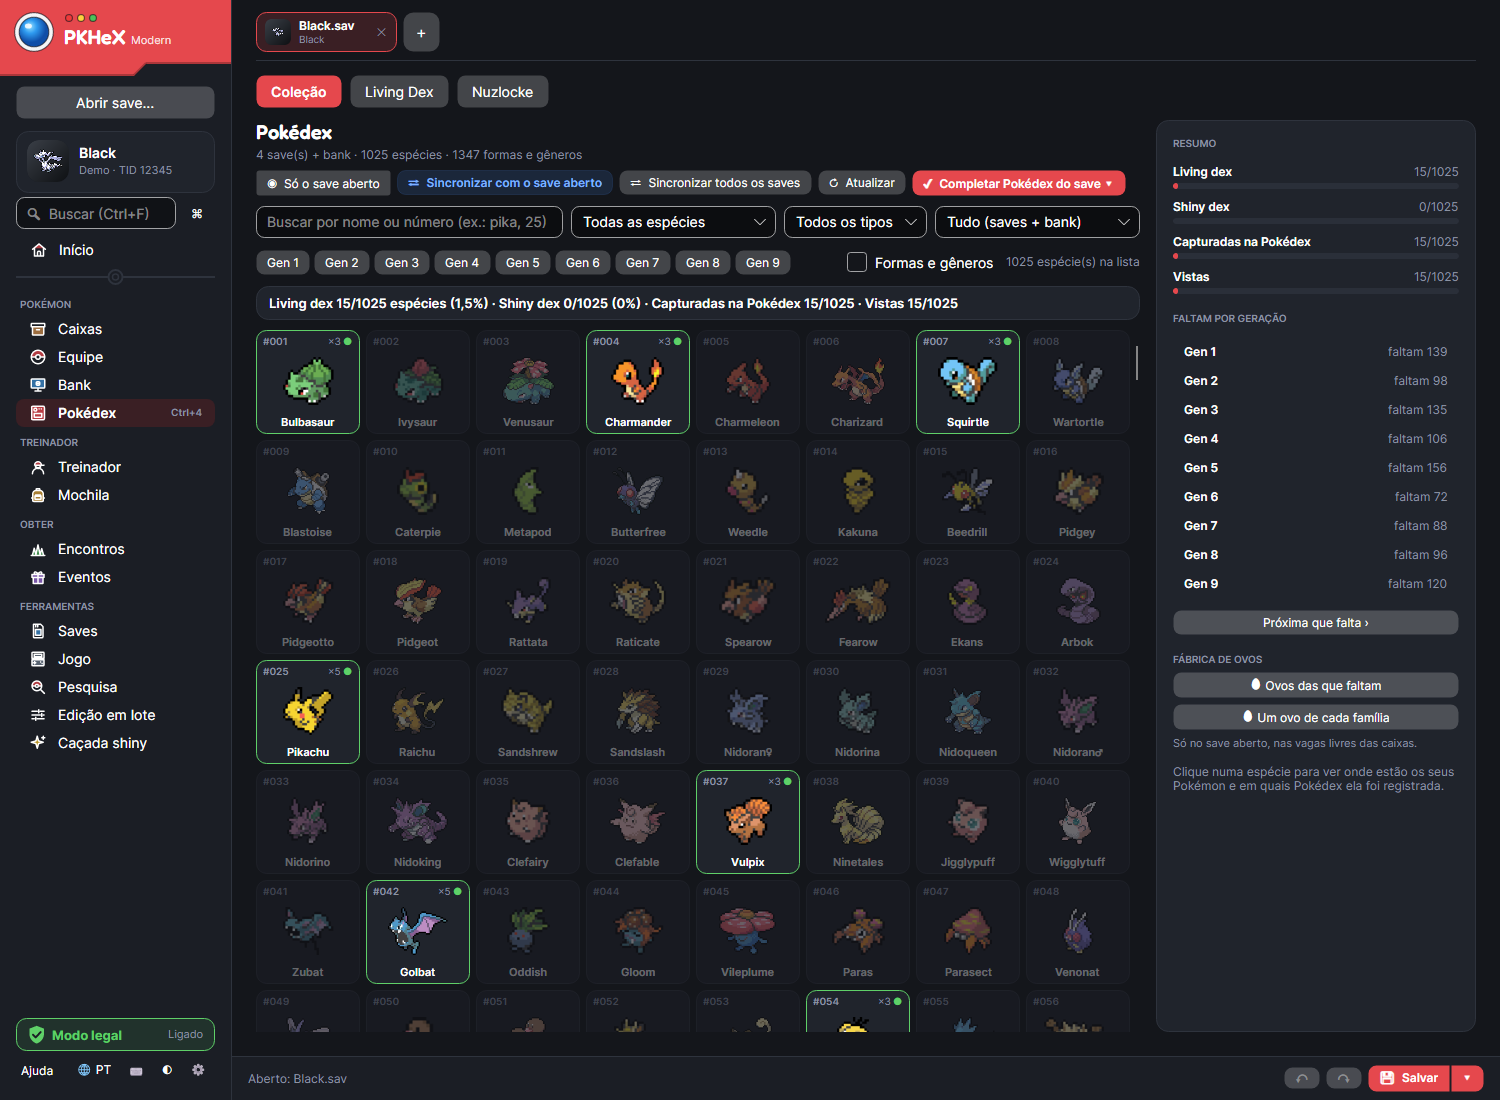 PKHeX Modern
Abrir save...
Black
Demo · TID 12345
Buscar (Ctrl+F)
⌘
Início
POKÉMON
Caixas
Equipe
Bank
Pokédex Ctrl+4
TREINADOR
Treinador
Mochila
OBTER
Encontros
Eventos
FERRAMENTAS
Saves
Jogo
Pesquisa
Edição em lote
Caçada shiny
Modo legal Ligado
Ajuda PT
Black.sav
Black
+
Coleção Living Dex Nuzlocke
Pokédex
4 save(s) + bank · 1025 espécies · 1347 formas e gêneros
Só o save aberto Sincronizar com o save aberto Sincronizar todos os saves Atualizar Completar Pokédex do save
Buscar por nome ou número (ex.: pika, 25) Todas as espécies Todos os tipos Tudo (saves + bank)
Gen 1 Gen 2 Gen 3 Gen 4 Gen 5 Gen 6 Gen 7 Gen 8 Gen 9 Formas e gêneros 1025 espécie(s) na lista
Living dex 15/1025 espécies (1,5%) · Shiny dex 0/1025 (0%) · Capturadas na Pokédex 15/1025 · Vistas 15/1025
#001 ×3 #002 #003 #004 ×3 #005 #006 #007 ×3 #008
Bulbasaur Ivysaur Venusaur Charmander Charmeleon Charizard Squirtle Wartortle
#009 #010 #011 #012 #013 #014 #015 #016
Blastoise Caterpie Metapod Butterfree Weedle Kakuna Beedrill Pidgey
#017 #018 #019 #020 #021 #022 #023 #024
Pidgeotto Pidgeot Rattata Raticate Spearow Fearow Ekans Arbok
#025 ×5 #026 #027 #028 #029 #030 #031 #032
Pikachu Raichu Sandshrew Sandslash Nidoran♀ Nidorina Nidoqueen Nidoran♂
#033 #034 #035 #036 #037 ×3 #038 #039 #040
Nidorino Nidoking Clefairy Clefable Vulpix Ninetales Jigglypuff Wigglytuff
#041 #042 ×5 #043 #044 #045 #046 #047 #048
Zubat Golbat Oddish Gloom Vileplume Paras Parasect Venonat
#049 #050 #051 #052 #053 #054 ×3 #055 #056
RESUMO
Living dex 15/1025
Shiny dex 0/1025
Capturadas na Pokédex 15/1025
Vistas 15/1025
FALTAM POR GERAÇÃO
Gen 1 faltam 139
Gen 2 faltam 98
Gen 3 faltam 135
Gen 4 faltam 106
Gen 5 faltam 156
Gen 6 faltam 72
Gen 7 faltam 88
Gen 8 faltam 96
Gen 9 faltam 120
Próxima que falta ›
FÁBRICA DE OVOS
Ovos das que faltam
Um ovo de cada família
Só no save aberto, nas vagas livres das caixas.
Clique numa espécie para ver onde estão os seus
Pokémon e em quais Pokédex ela foi registrada.
Aberto: Black.sav
Salvar